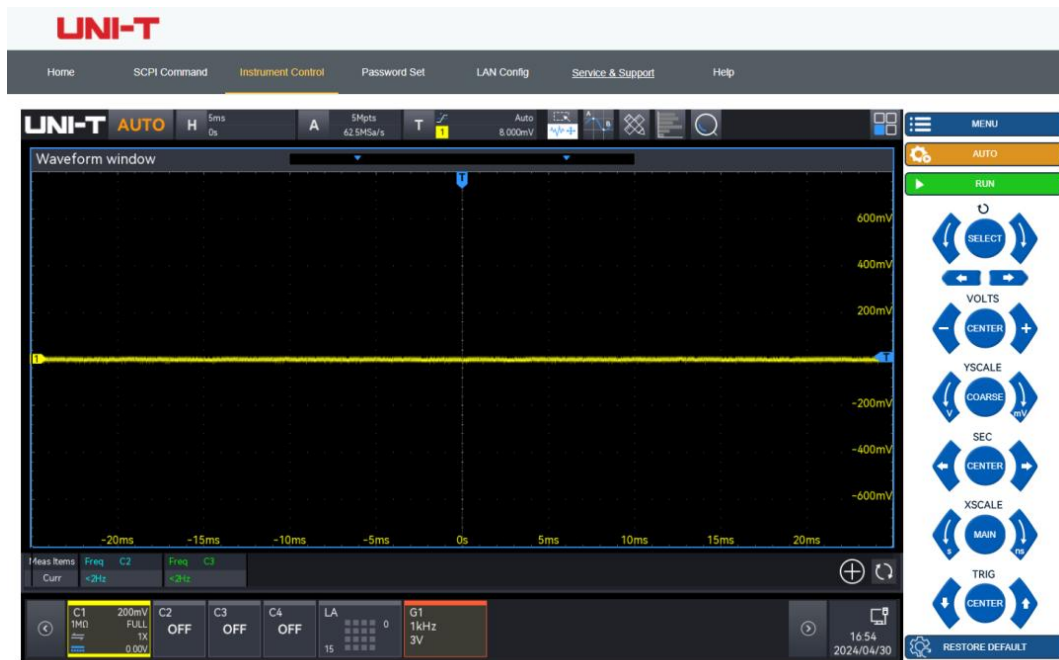 UNI-T
Home SCPI Command Instrument Control Password Set LAN Config Service & Support Help
UNI-T AUTO H 5ms 0s A 5Mpts 62.5MSa/s T 1 Auto 8.000mV
MENU
Waveform window
AUTO
RUN
T
600mV
SELECT
400mV
VOLTS
200mV
CENTER
1 T
YSCALE
-200mV
COARSE
V mV
SEC
-400mV
CENTER
-600mV
XSCALE
-20ms -15ms -10ms -5ms 0s 5ms 10ms 15ms 20ms
MAIN
s ns
Meas Items Freq C2 Freq C3
Curr <2Hz <2Hz
TRIG
CENTER
C1 200mV
1MΩ FULL
1X
0.00V
C2
OFF
C3
OFF
C4
OFF
LA
0
15
G1
1kHz
3V
16:54
2024/04/30
RESTORE DEFAULT